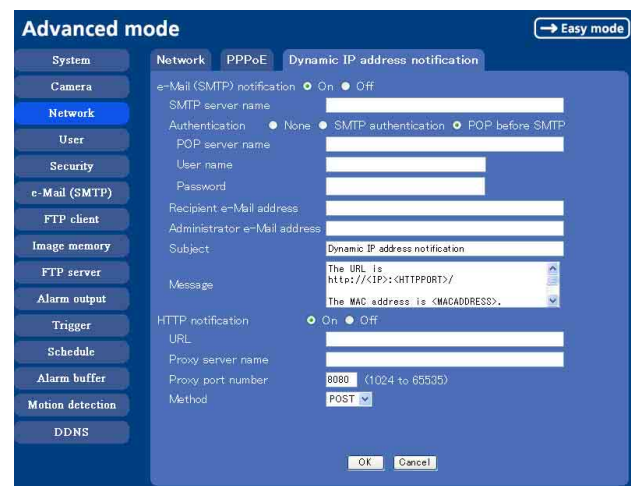 Advanced mode
→ Easy mode
System
Camera
Network
User
Security
e-Mail (SMTP)
FTP client
Image memory
FTP server
Alarm output
Trigger
Schedule
Alarm buffer
Motion detection
DDNS
Network PPPoE Dynamic IP address notification
e-Mail (SMTP) notification On Off
SMTP server name
Authentication None SMTP authentication POP before SMTP
POP server name
User name
Password
Recipient e-Mail address
Administrator e-Mail address
Subject Dynamic IP address notification
Message
The URL is
http://<IP>:<HTTPPORT>/
The MAC address is <MACADDRESS>.
HTTP notification On Off
URL
Proxy server name
Proxy port number 8080 (1024 to 65535)
Method POST
OK Cancel